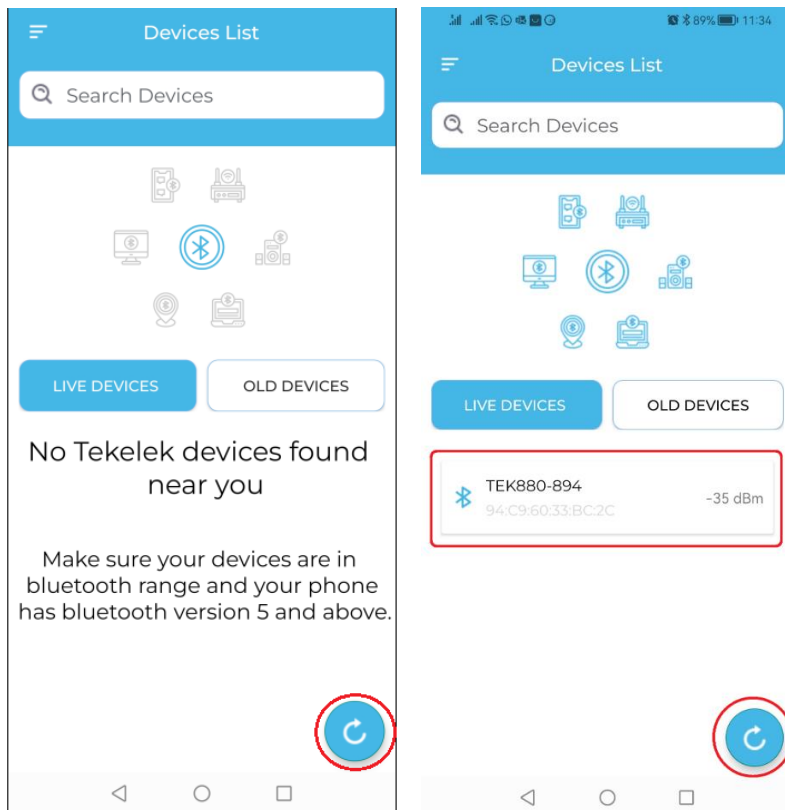 Devices List
Search Devices
LIVE DEVICES
OLD DEVICES
No Tekelek devices found
near you
Make sure your devices are in
bluetooth range and your phone
has bluetooth version 5 and above.
89% 11:34
Devices List
Search Devices
LIVE DEVICES
OLD DEVICES
TEK880-894
94:C9:60:33:BC:2C
-35 dBm